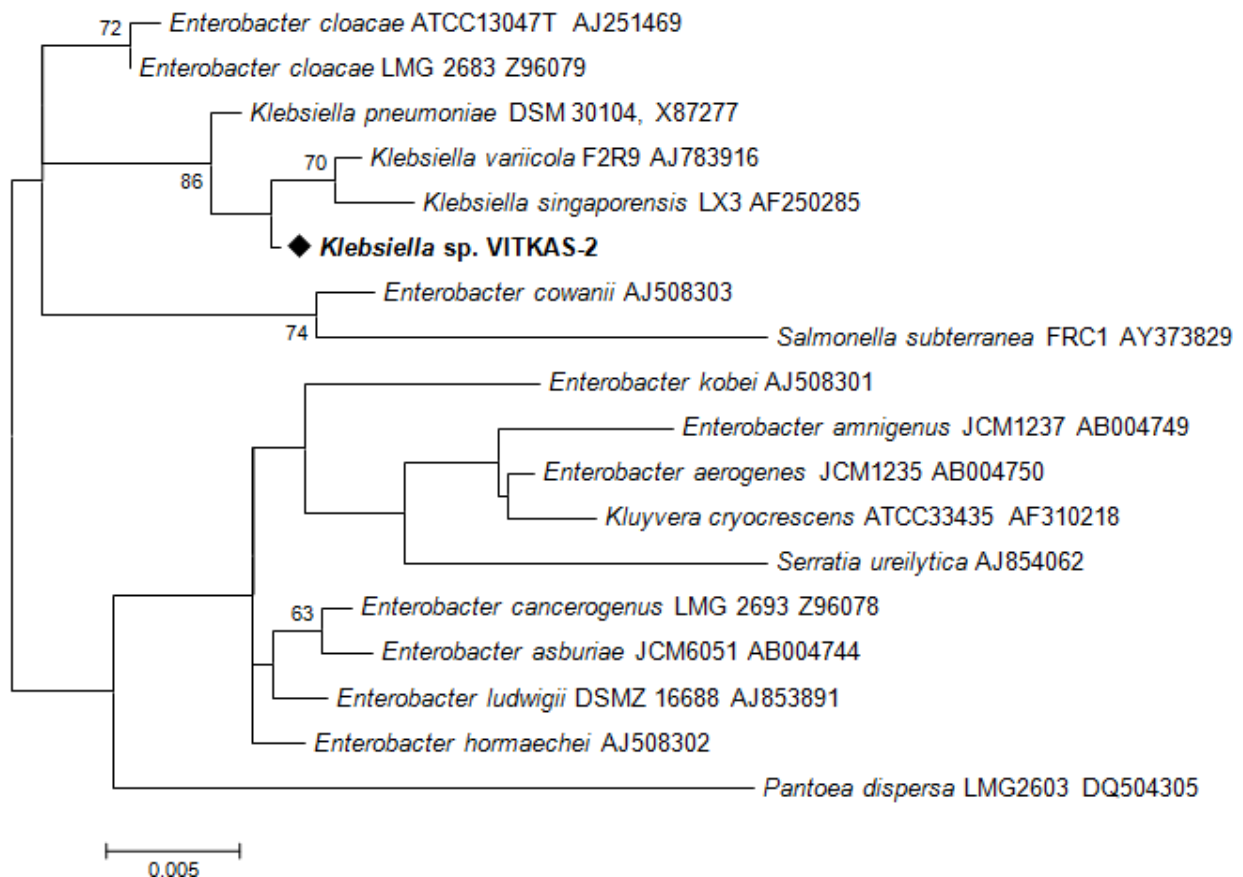 72
Enterobacter cloacae ATCC13047T AJ251469
Enterobacter cloacae LMG 2683 Z96079
Klebsiella pneumoniae DSM 30104, X87277
70
Klebsiella variicola F2R9 AJ783916
86
Klebsiella singaporensis LX3 AF250285
Klebsiella sp. VITKAS-2
Enterobacter cowanii AJ508303
74
Salmonella subterranea FRC1 AY373829
Enterobacter kobei AJ508301
Enterobacter amnigenus JCM1237 AB004749
Enterobacter aerogenes JCM1235 AB004750
Kluyvera cryocrescens ATCC33435 AF310218
Serratia ureilytica AJ854062
63
Enterobacter cancerogenus LMG 2693 Z96078
Enterobacter asburiae JCM6051 AB004744
Enterobacter ludwigii DSMZ 16688 AJ853891
Enterobacter hormaechei AJ508302
Pantoea dispersa LMG2603 DQ504305
0.005